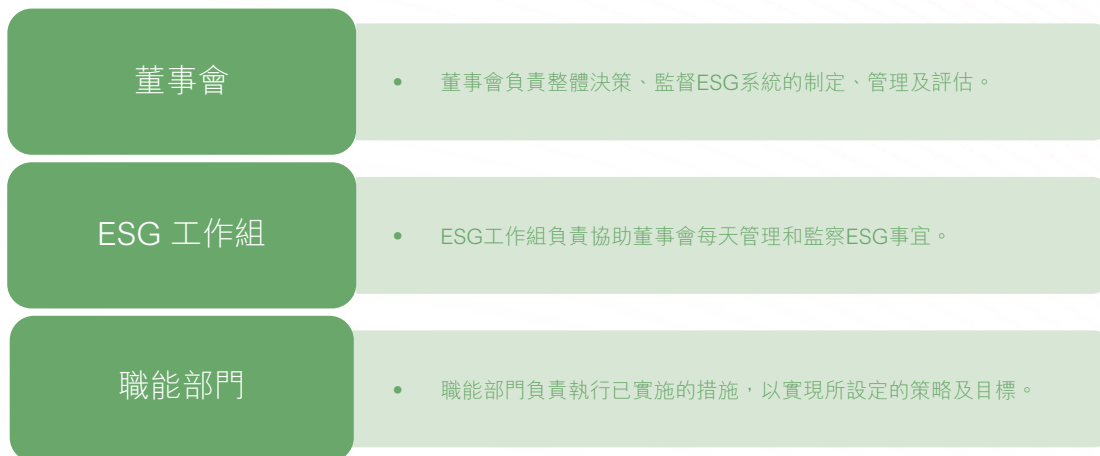 董事會
• 董事會負責整體決策、監督ESG系統的制定、管理及評估。
ESG 工作組
• ESG工作組負責協助董事會每天管理和監察ESG事宜。
職能部門
• 職能部門負責執行已實施的措施，以實現所設定的策略及目標。